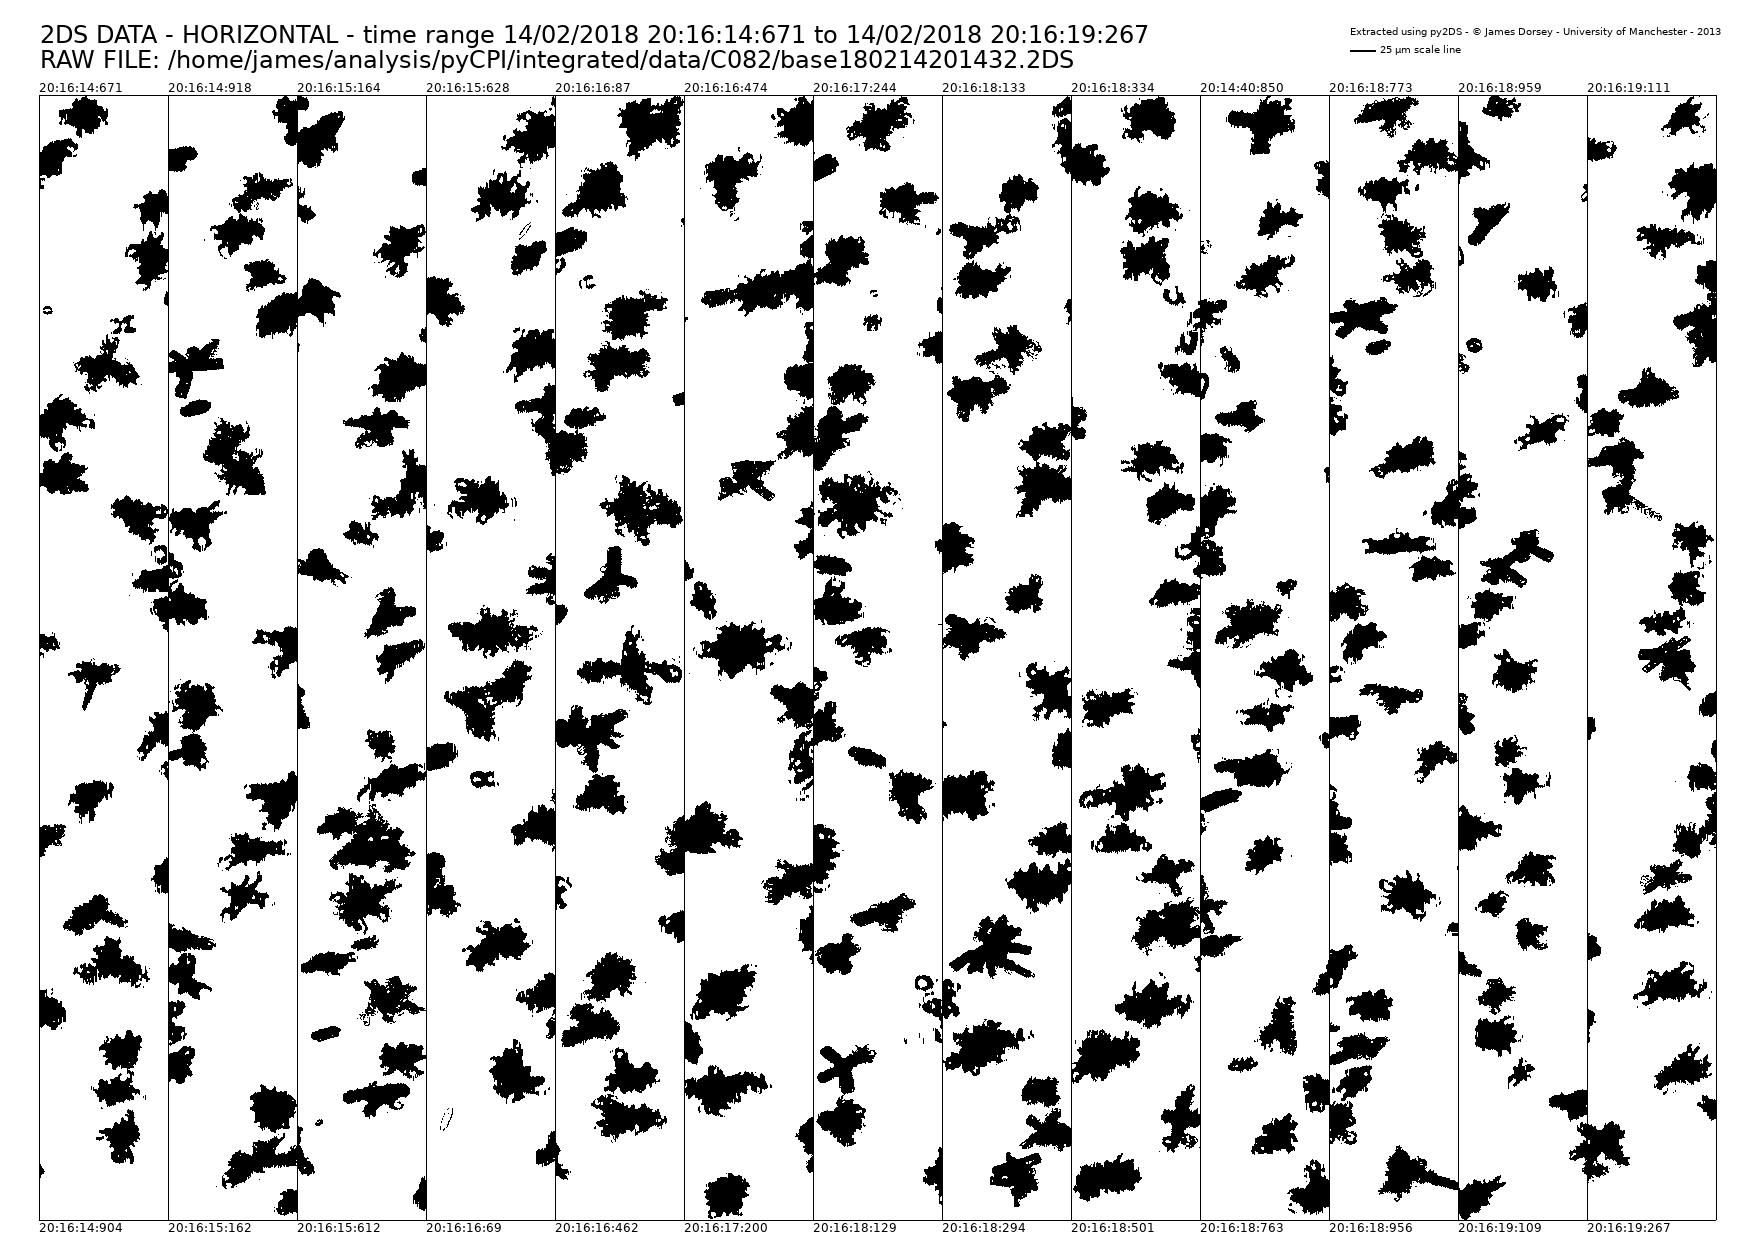 2DS DATA - HORIZONTAL - time range 14/02/2018 20:16:14:671 to 14/02/2018 20:16:19:267
RAW FILE: /home/james/analysis/pyCPI/integrated/data/C082/base180214201432.2DS
Extracted using py2DS - © James Dorsey - University of Manchester - 2013
25 µm scale line
20:16:14:671 20:16:14:918 20:16:15:164 20:16:15:628 20:16:16:87 20:16:16:474 20:16:17:244 20:16:18:133 20:16:18:334 20:14:40:850 20:16:18:773 20:16:18:959 20:16:19:111
20:16:14:904 20:16:15:162 20:16:15:612 20:16:16:69 20:16:16:462 20:16:17:200 20:16:18:129 20:16:18:294 20:16:18:501 20:16:18:763 20:16:18:956 20:16:19:109 20:16:19:267